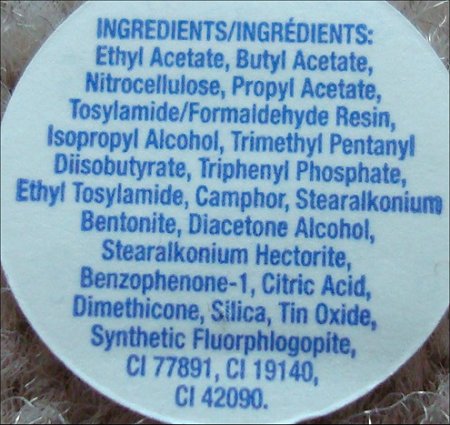 INGREDIENTS/INGRÉDIENTS:
Ethyl Acetate, Butyl Acetate,
Nitrocellulose, Propyl Acetate,
Tosylamide/Formaldehyde Resin,
Isopropyl Alcohol, Trimethyl Pentanyl
Diisobutyrate, Triphenyl Phosphate,
Ethyl Tosylamide, Camphor, Stearalkonium
Bentonite, Diacetone Alcohol,
Stearalkonium Hectorite,
Benzophenone-1, Citric Acid,
Dimethicone, Silica, Tin Oxide,
Synthetic Fluorphlogopite,
CI 77891, CI 19140,
CI 42090.